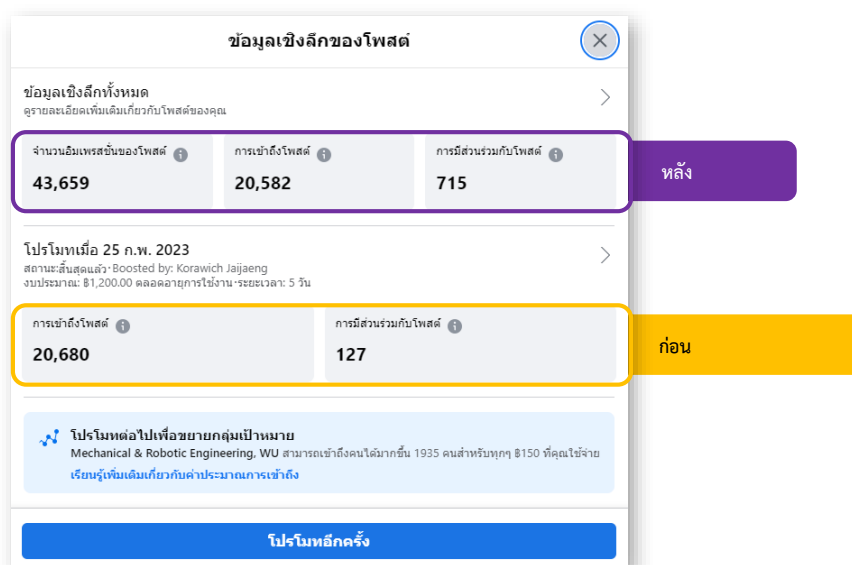 ข้อมูลเชิงลึกของโพสต์
ข้อมูลเชิงลึกทั้งหมด
ดูรายละเอียดเพิ่มเติมเกี่ยวกับโพสต์ของคุณ
จำนวนอิมเพรสชั่นของโพสต์ การเข้าถึงโพสต์ การมีส่วนร่วมกับโพสต์
43,659 20,582 715
หลัง
โปรโมทเมื่อ 25 ก.พ. 2023
สถานะ:สิ้นสุดแล้ว·Boosted by: Korawich Jaijaeng
งบประมาณ: ฿1,200.00 ตลอดอายุการใช้งาน·ระยะเวลา: 5 วัน
การเข้าถึงโพสต์ การมีส่วนร่วมกับโพสต์
20,680 127
ก่อน
โปรโมทต่อไปเพื่อขยายกลุ่มเป้าหมาย
Mechanical & Robotic Engineering, WU สามารถเข้าถึงคนได้มากขึ้น 1935 คนสำหรับทุกๆ ฿150 ที่คุณใช้จ่าย
เรียนรู้เพิ่มเติมเกี่ยวกับค่าประมาณการเข้าถึง
โปรโมทอีกครั้ง